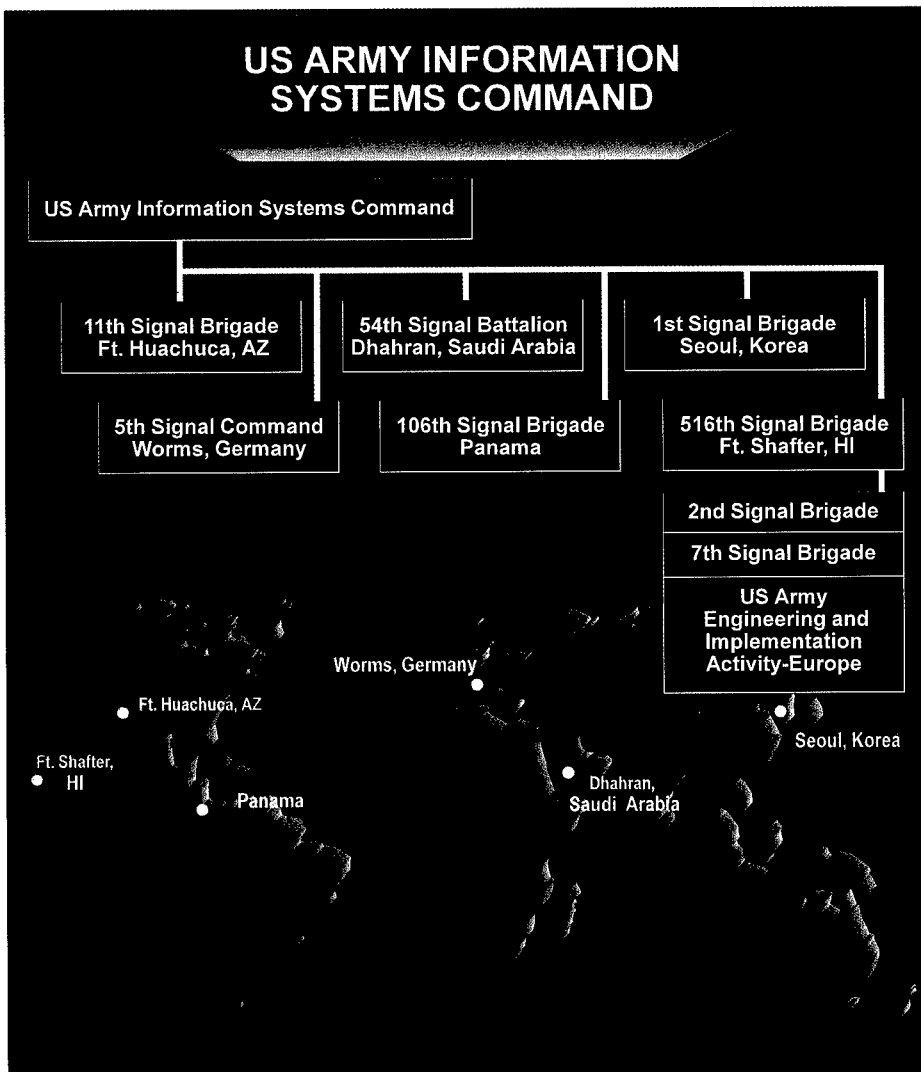 US ARMY INFORMATION
SYSTEMS COMMAND
US Army Information Systems Command
11th Signal Brigade
Ft. Huachuca, AZ
54th Signal Battalion
Dhahran, Saudi Arabia
1st Signal Brigade
Seoul, Korea
5th Signal Command
Worms, Germany
106th Signal Brigade
Panama
516th Signal Brigade
Ft. Shafter, HI
2nd Signal Brigade
7th Signal Brigade
US Army
Engineering and
Implementation
Activity-Europe
Worms, Germany
Ft. Huachuca, AZ
Seoul, Korea
Ft. Shafter,
HI
Dhahran,
Saudi Arabia
Panama